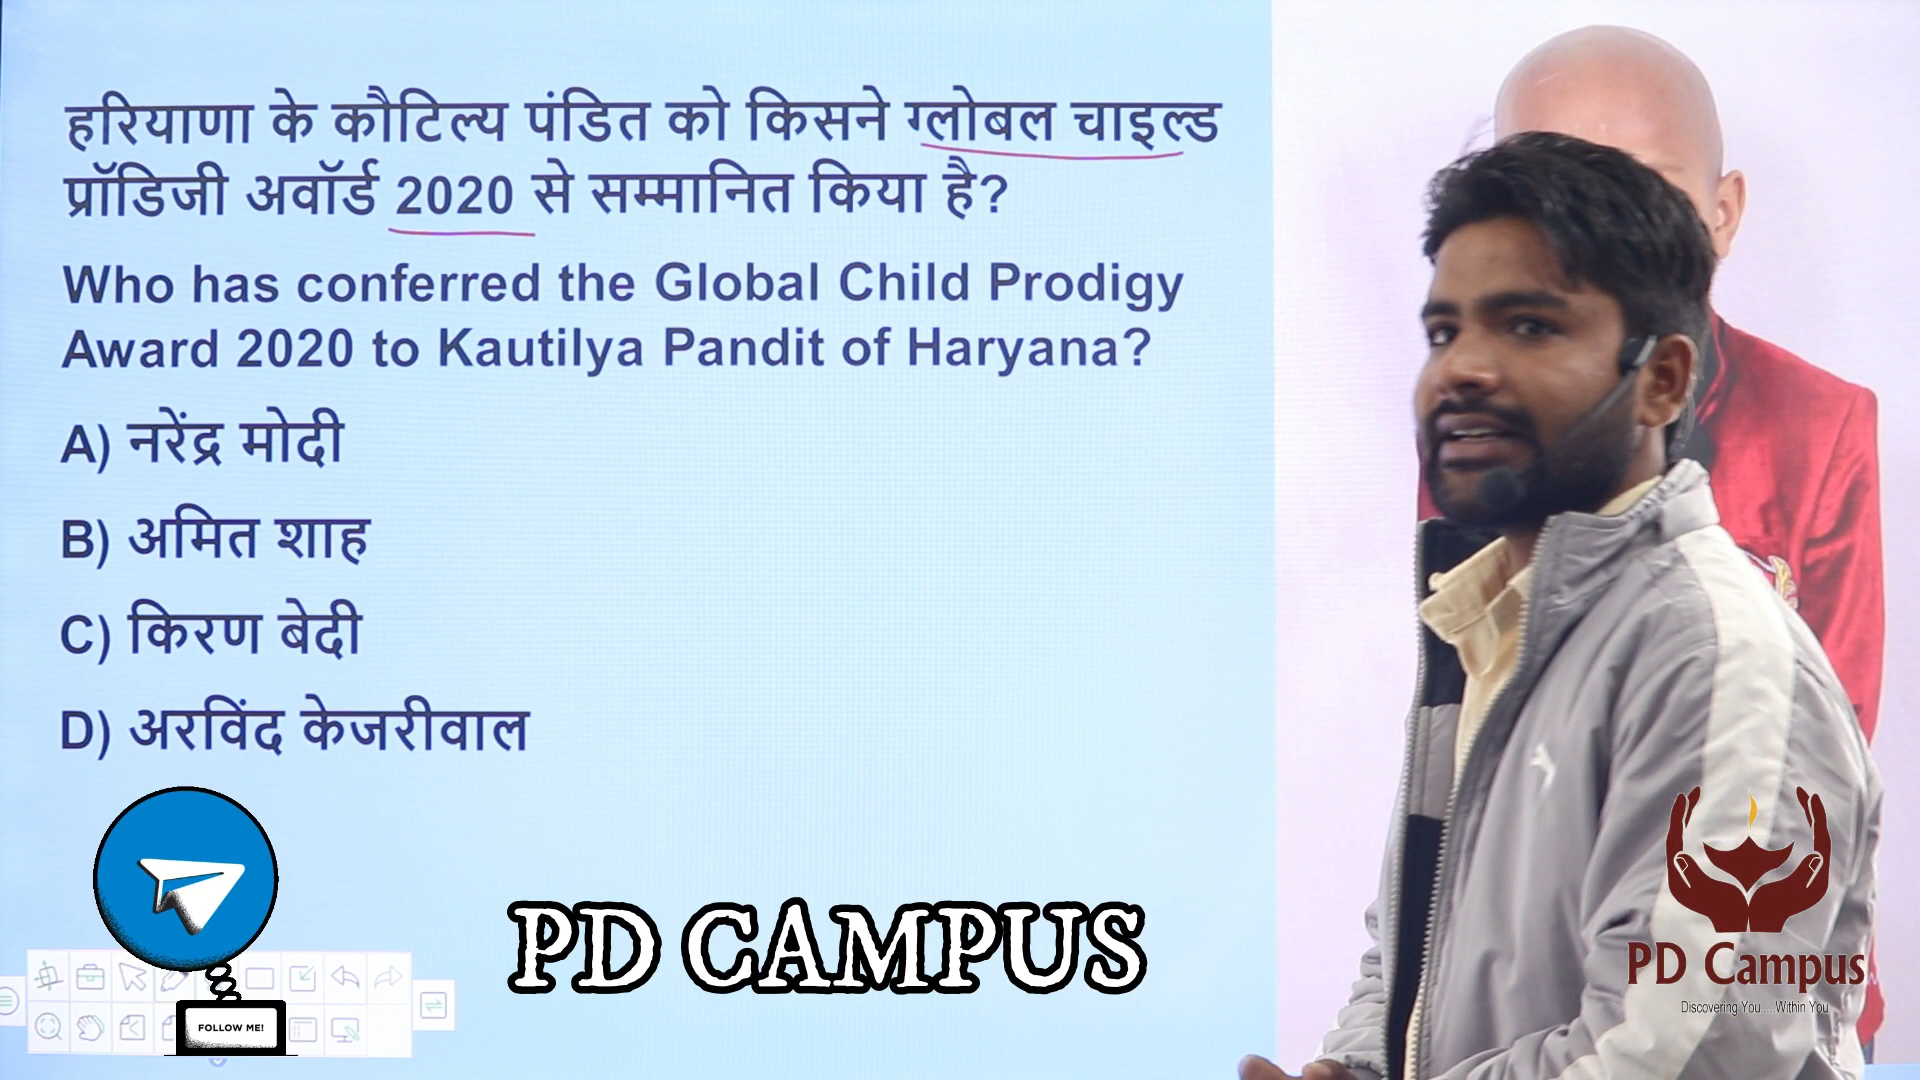 हरियाणा के कौटिल्य पंडित को किसने ग्लोबल चाइल्ड
प्रॉडिजी अवॉर्ड 2020 से सम्मानित किया है?
Who has conferred the Global Child Prodigy
Award 2020 to Kautilya Pandit of Haryana?
A) नरेंद्र मोदी
B) अमित शाह
C) किरण बेदी
D) अरविंद केजरीवाल
FOLLOW ME!
PD CAMPUS
PD Campus
Discovering You.....Within You